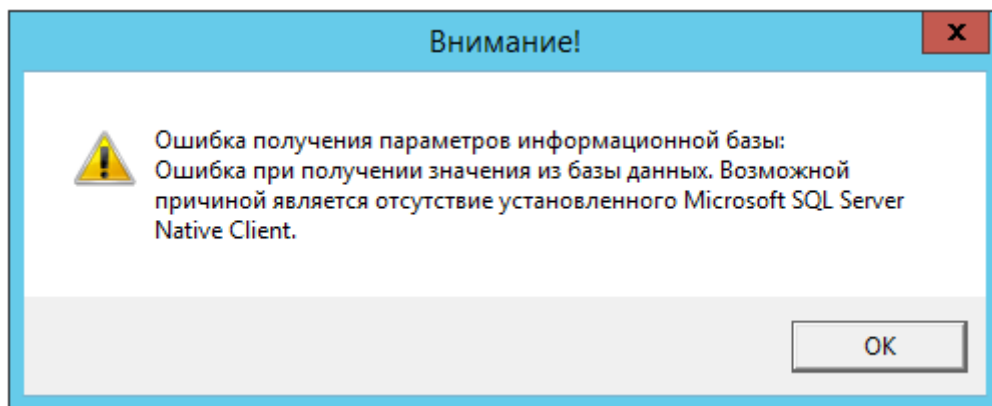 Внимание!
x
Ошибка получения параметров информационной базы:
Ошибка при получении значения из базы данных. Возможной
причиной является отсутствие установленного Microsoft SQL Server
Native Client.
OK